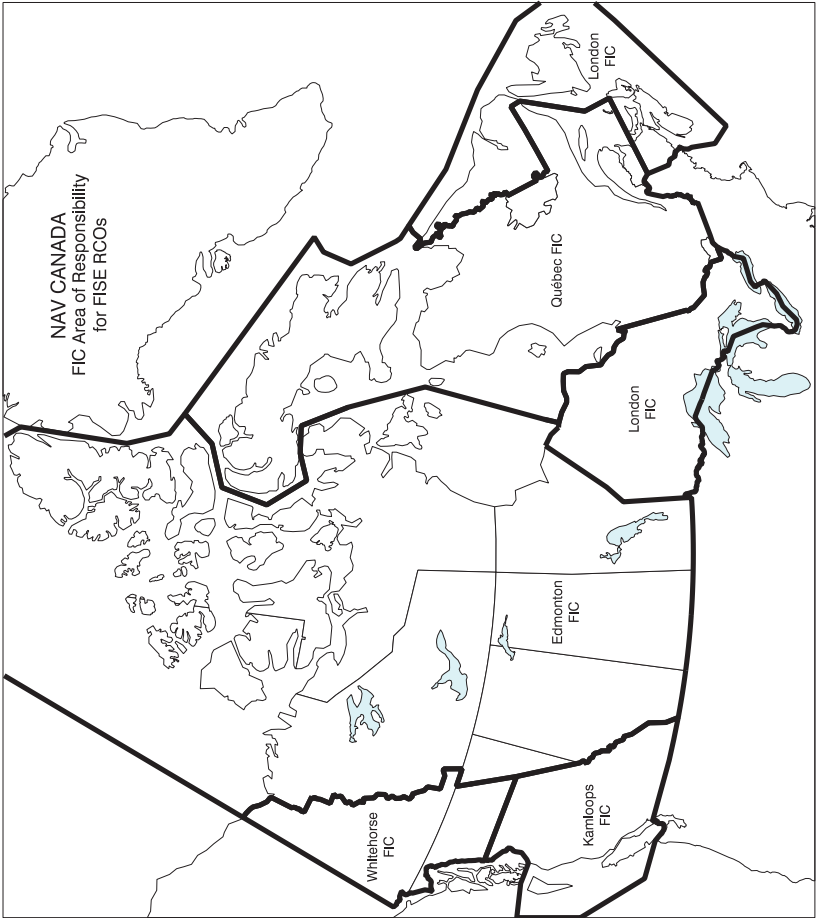 NAV CANADA
FIC Area of Responsibility
for FISE RCOs
London
FIC
Québec FIC
London
FIC
Edmonton
FIC
Whitehorse
FIC
Kamloops
FIC